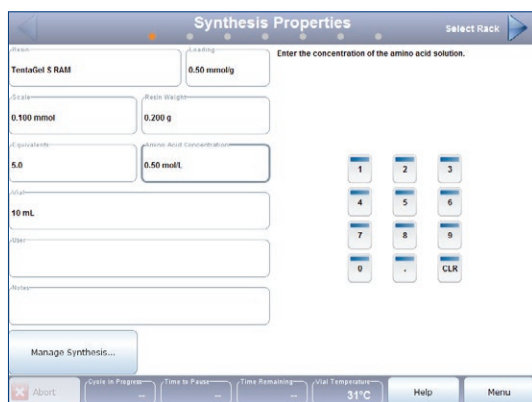 Synthesis Properties
Select Rack
Resin
TentaGel S RAM
Loading
0.50 mmol/g
Enter the concentration of the amino acid solution.
Scale
0.100 mmol
Resin Weight
0.200 g
Equivalents
5.0
Amino Acid Concentration
0.50 mol/L
Vial
10 mL
User
Notes
1 2 3
4 5 6
7 8 9
0 . CLR
Manage Synthesis...
Abort
Cycle in Progress
--
Time to Pause
--
Time Remaining
--
Vial Temperature
31°C
Help
Menu